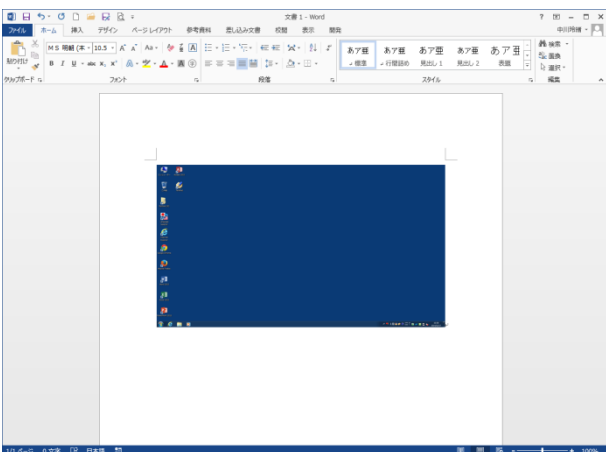 文書 1 - Word
ファイル ホーム 挿入 デザイン ページ レイアウト 参考資料 差し込み文書 校閲 表示 開発
中川
MS 明朝 (本 10.5
貼り付け
B I U abc x₂ x²
あア亜 あア亜 あア亜 あア亜 あア亜
標準 行間詰め 見出し 1 見出し 2 表題
検索
置換
選択
クリップボード フォント 段落 スタイル 編集
1/1 ページ 0 文字 日本語 100%